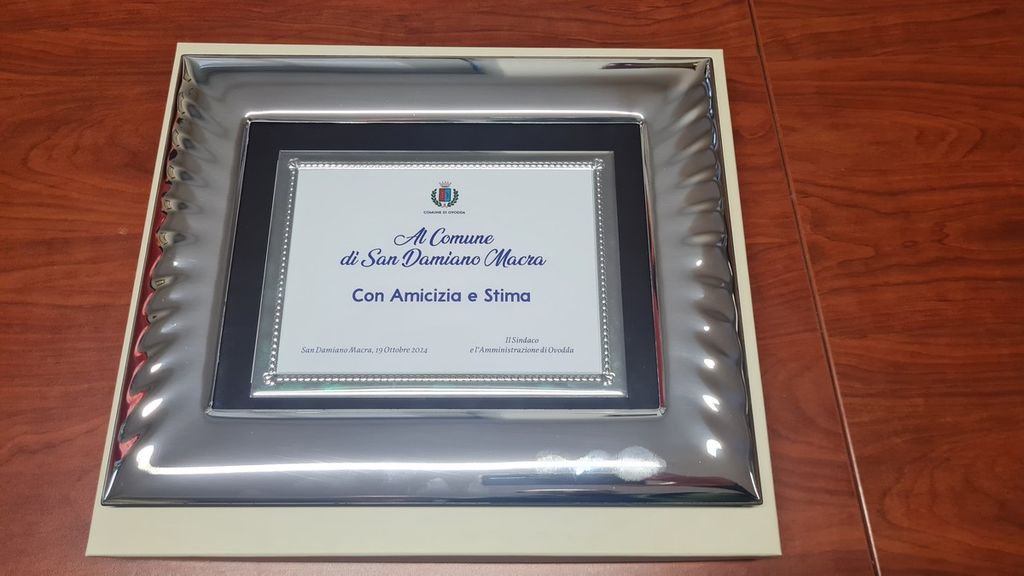 COMUNE DI OVODDA
Al Comune
di San Damiano Macra
Con Amicizia e Stima
Il Sindaco
San Damiano Macra, 19 Ottobre 2024
e l'Amministrazione di Ovodda